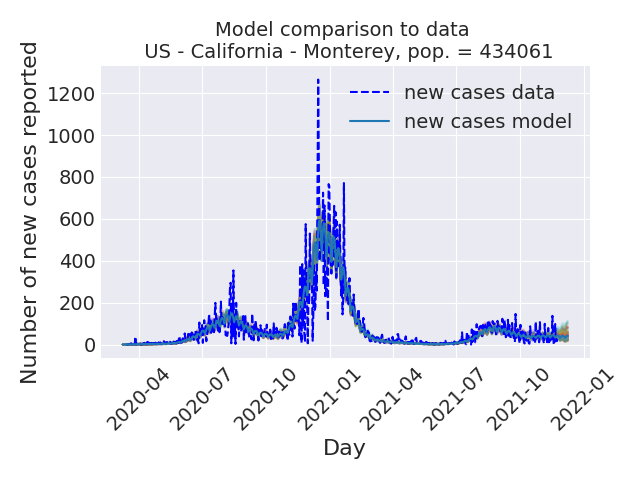 Model comparison to data
US - California - Monterey, pop. = 434061
Number of new cases reported
1200
1000
800
600
400
200
0
new cases data
new cases model
2020-04
2020-07
2020-10
2021-01
2021-04
2021-07
2021-10
2022-01
Day